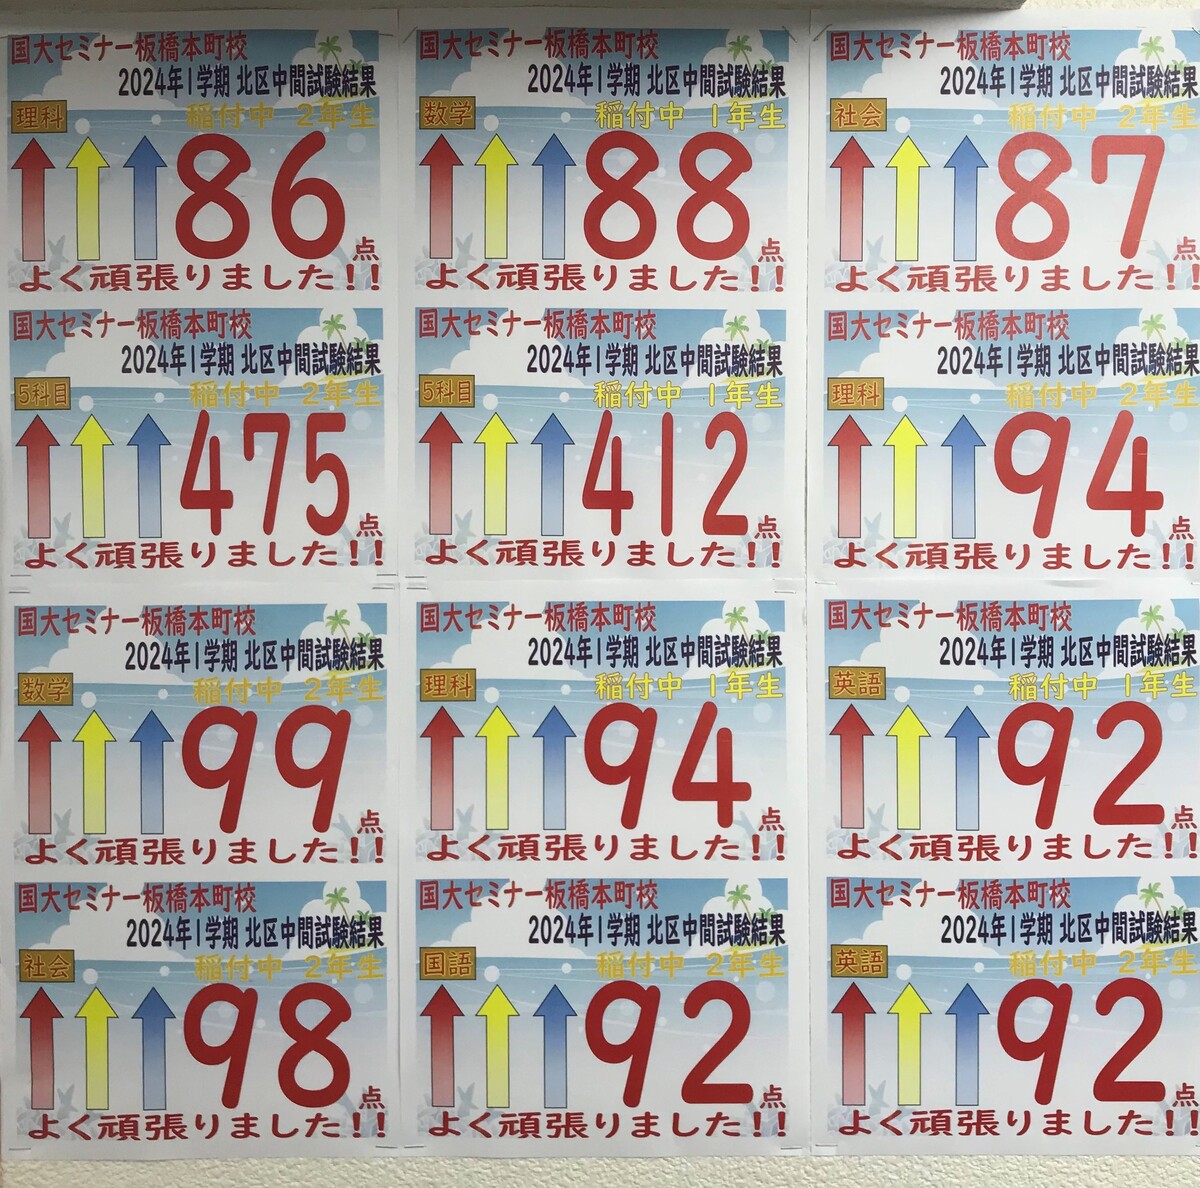 国大セミナー板橋本町校
2024年1学期 北区中間試験結果
理科
稲付中 2年生
86点
よく頑張りました!!
国大セミナー板橋本町校
2024年1学期 北区中間試験結果
数学
稲付中 1年生
88点
よく頑張りました!!
国大セミナー板橋本町校
2024年1学期 北区中間試験結果
社会
稲付中 2年生
87点
よく頑張りました!!
国大セミナー板橋本町校
2024年1学期 北区中間試験結果
5科目
稲付中 2年生
475点
よく頑張りました!!
国大セミナー板橋本町校
2024年1学期 北区中間試験結果
5科目
稲付中 1年生
412点
よく頑張りました!!
国大セミナー板橋本町校
2024年1学期 北区中間試験結果
理科
稲付中 2年生
94点
よく頑張りました!!
国大セミナー板橋本町校
2024年1学期 北区中間試験結果
数学
稲付中 2年生
99点
よく頑張りました!!
国大セミナー板橋本町校
2024年1学期 北区中間試験結果
理科
稲付中 1年生
94点
よく頑張りました!!
国大セミナー板橋本町校
2024年1学期 北区中間試験結果
英語
稲付中 1年生
92点
よく頑張りました!!
国大セミナー板橋本町校
2024年1学期 北区中間試験結果
社会
稲付中 2年生
98点
よく頑張りました!!
国大セミナー板橋本町校
2024年1学期 北区中間試験結果
国語
稲付中 2年生
92点
よく頑張りました!!
国大セミナー板橋本町校
2024年1学期 北区中間試験結果
英語
稲付中 2年生
92点
よく頑張りました!!